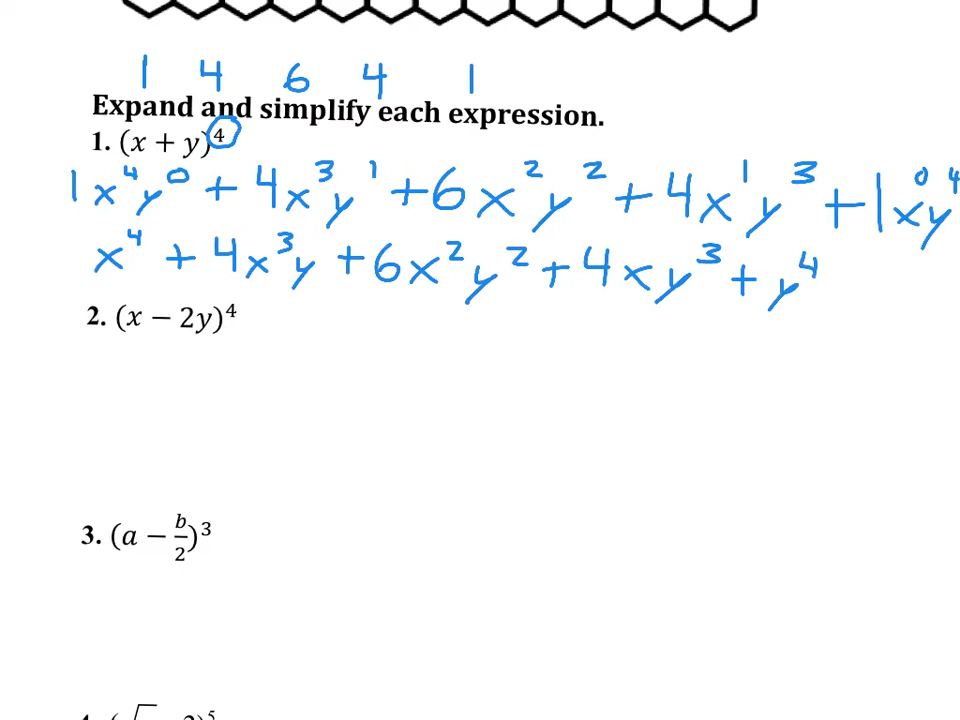 1 4 6 4 1
Expand and simplify each expression.
1. (x + y)⁴
1x⁴y⁰ + 4x³y¹ + 6x²y² + 4x¹y³ + 1x⁰y⁴
x⁴ + 4x³y + 6x²y² + 4xy³ + y⁴
2. (x − 2y)⁴
3. (a − b/2)³